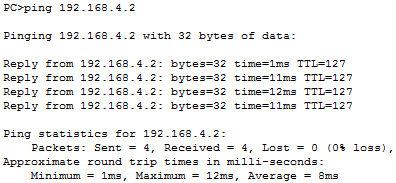 PC>ping 192.168.4.2
Pinging 192.168.4.2 with 32 bytes of data:
Reply from 192.168.4.2: bytes=32 time=1ms TTL=127
Reply from 192.168.4.2: bytes=32 time=11ms TTL=127
Reply from 192.168.4.2: bytes=32 time=12ms TTL=127
Reply from 192.168.4.2: bytes=32 time=11ms TTL=127
Ping statistics for 192.168.4.2:
Packets: Sent = 4, Received = 4, Lost = 0 (0% loss),
Approximate round trip times in milli-seconds:
Minimum = 1ms, Maximum = 12ms, Average = 8ms